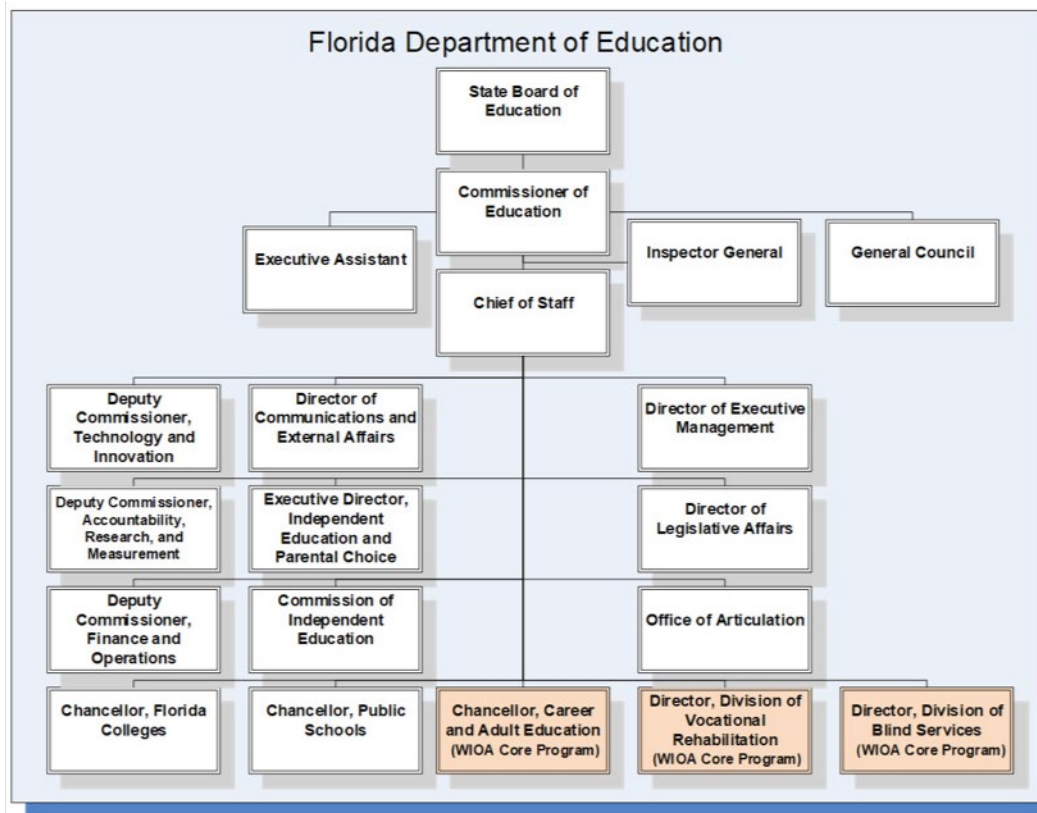 Florida Department of Education
State Board of
Education
Commissioner of
Education
Executive Assistant
Inspector General
General Council
Chief of Staff
Deputy
Commissioner,
Technology and
Innovation
Director of
Communications and
External Affairs
Director of Executive
Management
Deputy Commissioner,
Accountability,
Research, and
Measurement
Executive Director,
Independent
Education and
Parental Choice
Director of
Legislative Affairs
Deputy
Commissioner,
Finance and
Operations
Commission of
Independent
Education
Office of Articulation
Chancellor, Florida
Colleges
Chancellor, Public
Schools
Chancellor, Career
and Adult Education
(WIOA Core Program)
Director, Division of
Vocational
Rehabilitation
(WIOA Core Program)
Director, Division of
Blind Services
(WIOA Core Program)